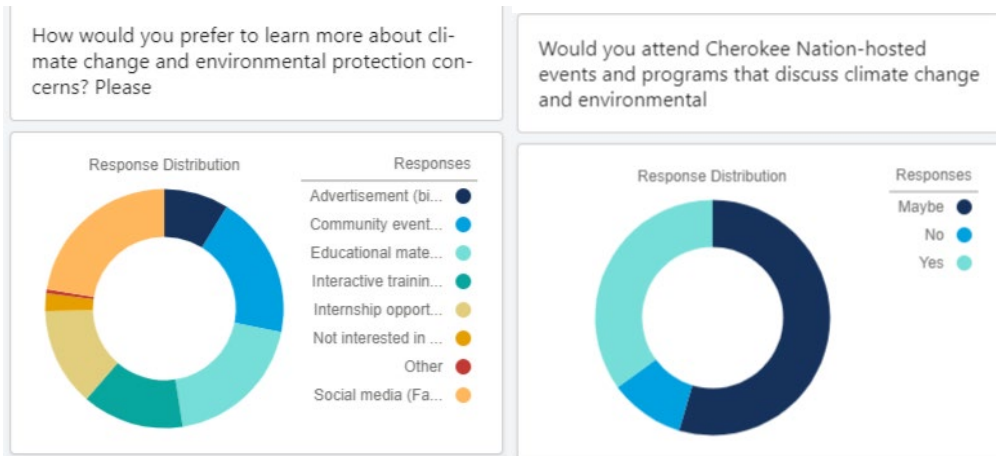 How would you prefer to learn more about cli-
mate change and environmental protection con-
cerns? Please
Response Distribution
Responses
Advertisement (bi...
Community event...
Educational mate...
Interactive trainin...
Internship opport...
Not interested in ...
Other
Social media (Fa...
Would you attend Cherokee Nation-hosted
events and programs that discuss climate change
and environmental
Response Distribution
Responses
Maybe
No
Yes